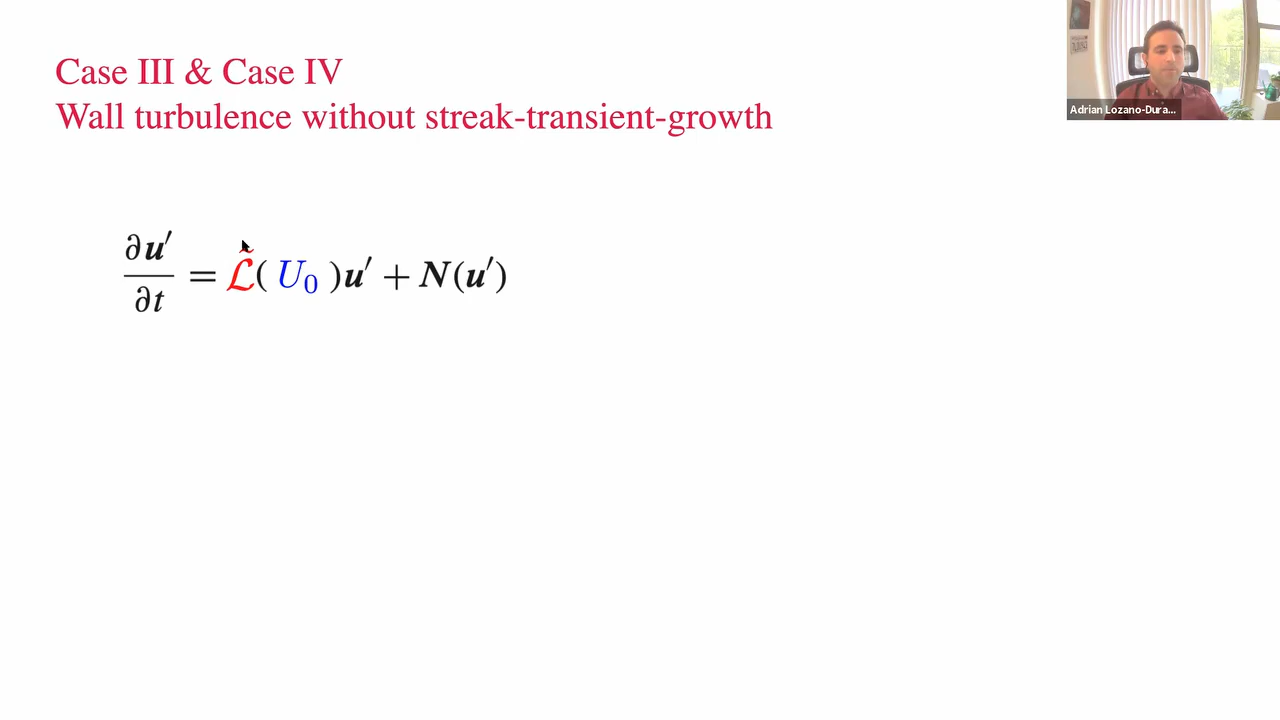 Case III & Case IV
Wall turbulence without streak-transient-growth
∂u′/∂t = ℒ̃( U₀ )u′ + N(u′)
Adrian Lozano-Dura...